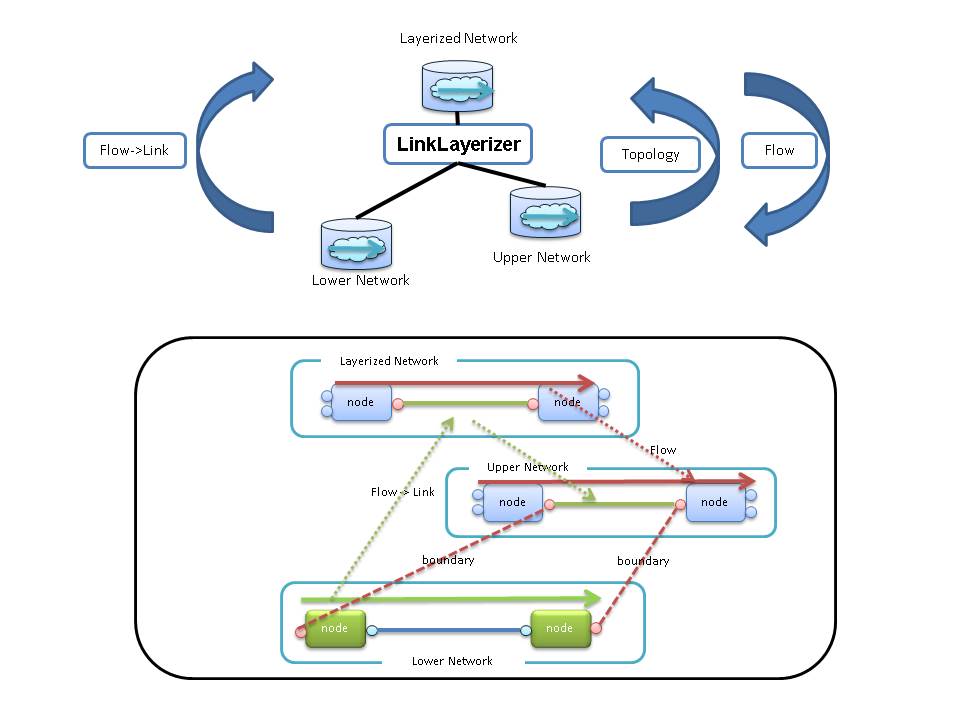 Layerized Network
Flow->Link
LinkLayerizer
Topology
Flow
Upper Network
Lower Network
Layerized Network
node
node
Flow
Upper Network
Flow -> Link
node
node
boundary
boundary
node
node
Lower Network